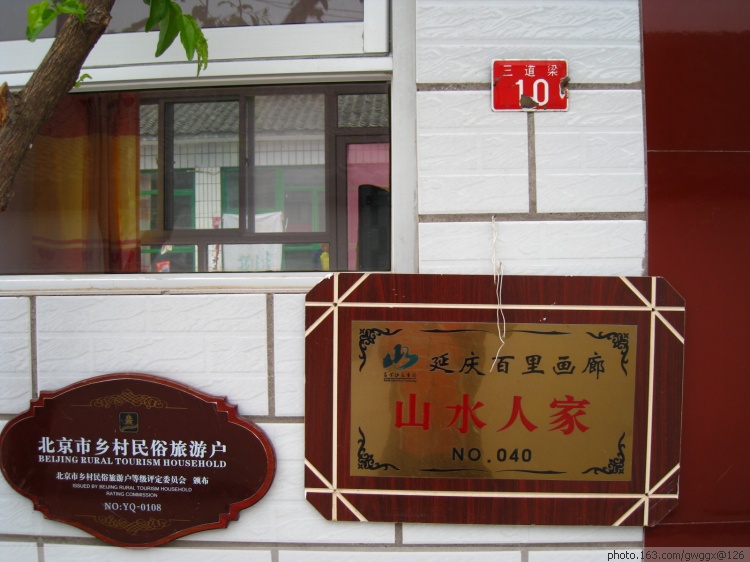 三道梁
10
延庆百里画廊
山水人家
NO.040
北京市乡村民俗旅游户
BEIJING RURAL TOURISM HOUSEHOLD
北京市乡村民俗旅游户等级评定委员会 颁布
ISSUED BY BEIJING RURAL TOURISM HOUSEHOLD
RATING COMMISSION
NO:YQ-0108
photo.163.com/gwggx@126